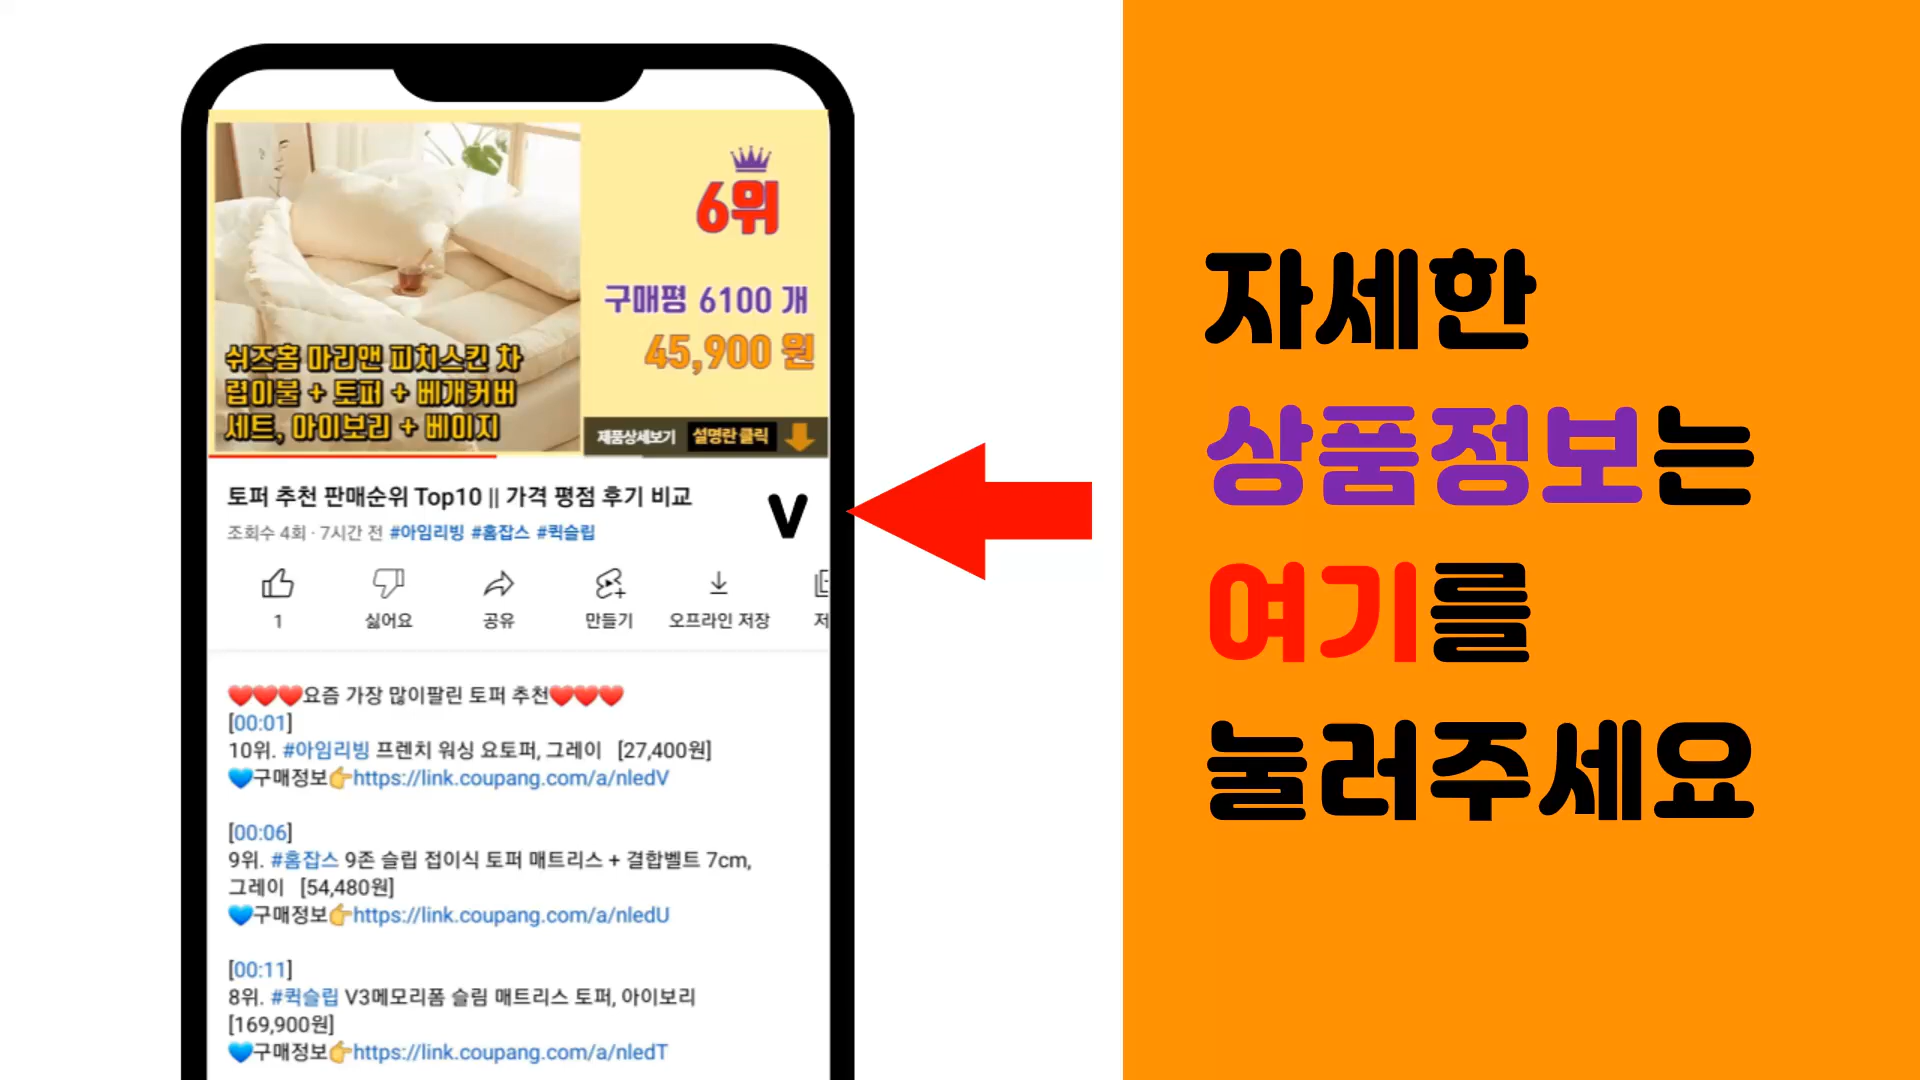 6위
구매평 6100 개
45,900 원
쉬즈홈 마리앤 피치스킨 차
렵이불 + 토퍼 + 베개커버
세트, 아이보리 + 베이지
제품상세보기 설명란 클릭
토퍼 추천 판매순위 Top10 || 가격 평점 후기 비교
V
조회수 4회 · 7시간 전 #아임리빙 #홈잡스 #퀵슬립
1 싫어요 공유 만들기 오프라인 저장 저
❤️❤️❤️요즘 가장 많이팔린 토퍼 추천❤️❤️❤️
[00:01]
10위. #아임리빙 프렌치 워싱 요토퍼, 그레이 [27,400원]
💙구매정보👉https://link.coupang.com/a/nledV
[00:06]
9위. #홈잡스 9존 슬립 접이식 토퍼 매트리스 + 결합벨트 7cm,
그레이 [54,480원]
💙구매정보👉https://link.coupang.com/a/nledU
[00:11]
8위. #퀵슬립 V3메모리폼 슬림 매트리스 토퍼, 아이보리
[169,900원]
💙구매정보👉https://link.coupang.com/a/nledT
자세한
상품정보는
여기를
눌러주세요